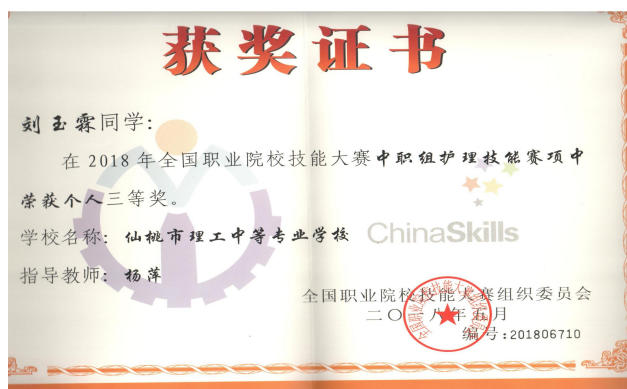 获奖证书
刘玉霖同学:
在2018年全国职业院校技能大赛中职组护理技能赛项中
荣获个人三等奖。
学校名称: 仙桃市理工中等专业学校
ChinaSkills
指导教师: 杨萍
全国职业院校技能大赛组织委员会
二〇一八年五月
编号:201806710